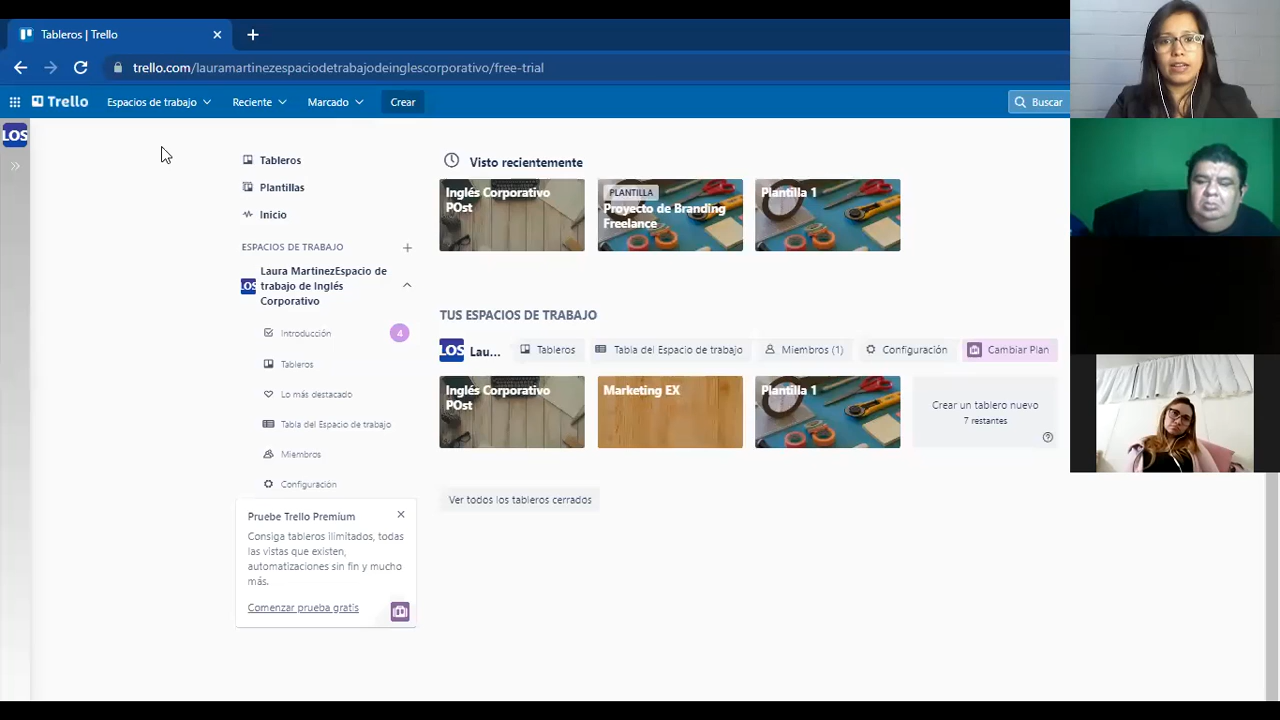 Tableros | Trello
trello.com/lauramartinezespaciodetrabajodeinglescorporativo/free-trial
Trello
Espacios de trabajo
Reciente
Marcado
Crear
Buscar
LOS
Tableros
Plantillas
Inicio
ESPACIOS DE TRABAJO
LOS
Laura MartinezEspacio de
trabajo de Inglés
Corporativo
Introducción
4
Tableros
Lo más destacado
Tabla del Espacio de trabajo
Miembros
Configuración
Pruebe Trello Premium
Consiga tableros ilimitados, todas
las vistas que existen,
automatizaciones sin fin y mucho
más.
Comenzar prueba gratis
Visto recientemente
Inglés Corporativo
POst
PLANTILLA
Proyecto de Branding
Freelance
Plantilla 1
TUS ESPACIOS DE TRABAJO
LOS
Lau...
Tableros
Tabla del Espacio de trabajo
Miembros (1)
Configuración
Cambiar Plan
Inglés Corporativo
POst
Marketing EX
Plantilla 1
Crear un tablero nuevo
7 restantes
Ver todos los tableros cerrados